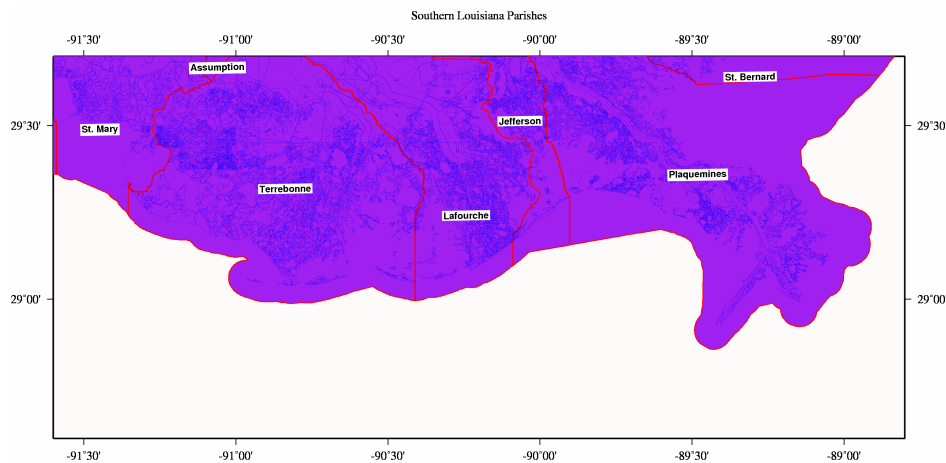 Southern Louisiana Parishes
-91°30' -91°00' -90°30' -90°00' -89°30' -89°00'
Assumption
St. Bernard
29°30' St. Mary Jefferson 29°30'
Plaquemines
Terrebonne
Lafourche
29°00' 29°00'
-91°30' -91°00' -90°30' -90°00' -89°30' -89°00'